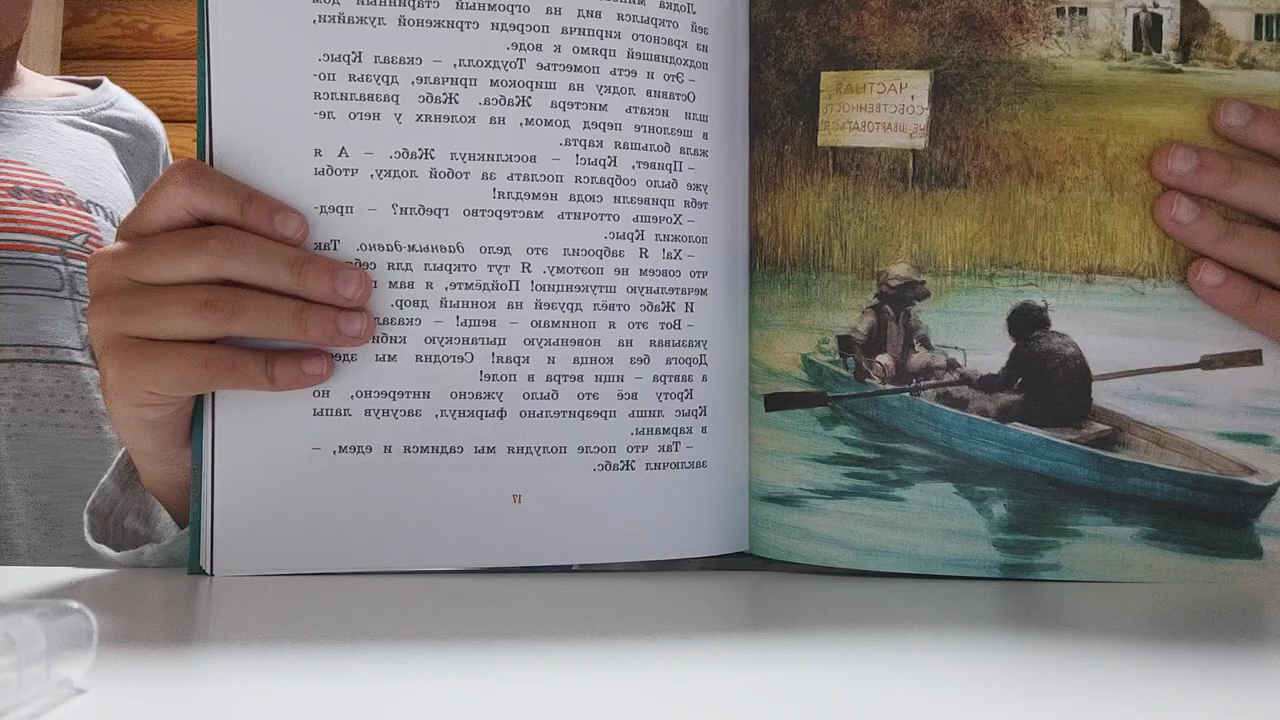 Лодка
зей открылся вид на огромный старинный дом
из красного кирпича посреди стриженой лужайки,
подходившей прямо к воде.
– Это и есть поместье Тоудхолл, – сказал Крыс.
Оставив лодку на широком причале, друзья по-
шли искать мистера Жабса. Жабс развалился
в шезлонге перед домом, на коленях у него ле-
жала большая карта.
– Привет, Крыс! – воскликнул Жабс. – А я
уже было собрался послать за тобой лодку, чтобы
тебя привезли сюда немедля!
– Хочешь отточить мастерство гребли? – пред-
положил Крыс.
– Ха! Я забросил это дело давным-давно. Так
что совсем не поэтому. Я тут открыл для
мечательную штукенцию! Пойдёмте, я вам
И Жабс отвёл друзей на конный двор.
– Вот это я понимаю – вещь! – сказал
указывая на новенькую цыганскую
Дорога без конца и края! Сегодня мы
а завтра – ищи ветра в поле!
Кроту всё это было ужасно интересно, но
Крыс лишь презрительно фыркнул, засунув лапы
в карманы.
– Так что после полудня мы садимся и едем, –
заключил Жабс.
17
ЧАСТНАЯ
СОБСТВЕННОСТЬ
НЕ ШВАРТОВАТЬСЯ